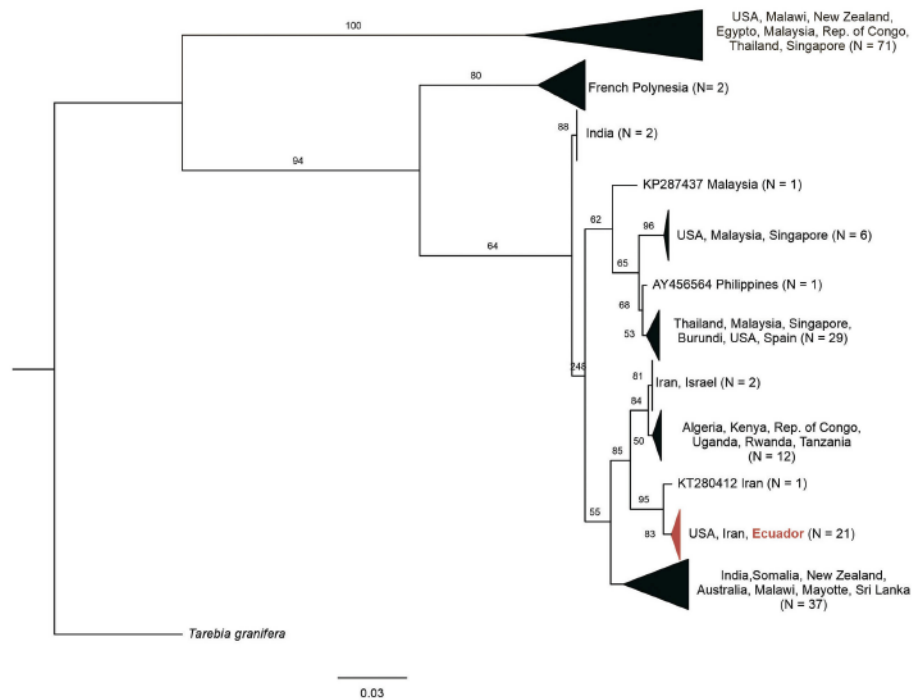 USA, Malawi, New Zealand,
Egypto, Malaysia, Rep. of Congo,
Thailand, Singapore (N = 71)
100
80
French Polynesia (N= 2)
88
India (N = 2)
94
KP287437 Malaysia (N = 1)
62
96
USA, Malaysia, Singapore (N = 6)
64
65
AY456564 Philippines (N = 1)
68
Thailand, Malaysia, Singapore,
Burundi, USA, Spain (N = 29)
53
248
81
Iran, Israel (N = 2)
84
Algeria, Kenya, Rep. of Congo,
Uganda, Rwanda, Tanzania
(N = 12)
50
85
KT280412 Iran (N = 1)
95
55
83
USA, Iran, Ecuador (N = 21)
India,Somalia, New Zealand,
Australia, Malawi, Mayotte, Sri Lanka
(N = 37)
Tarebia granifera
0.03